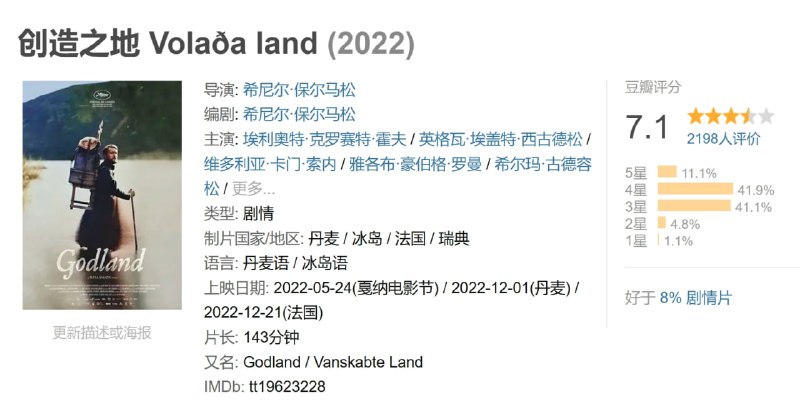 创造之地 Volaða land (2022)
导演: 希尼尔·保尔马松
编剧: 希尼尔·保尔马松
主演: 埃利奥特·克罗赛特·霍夫 / 英格瓦·埃盖特·西古德松 /
维多利亚·卡门·索内 / 雅各布·豪伯格·罗曼 / 希尔玛·古德容
松 / 更多...
类型: 剧情
制片国家/地区: 丹麦 / 冰岛 / 法国 / 瑞典
语言: 丹麦语 / 冰岛语
上映日期: 2022-05-24(戛纳电影节) / 2022-12-01(丹麦) /
2022-12-21(法国)
片长: 143分钟
又名: Godland / Vanskabte Land
IMDb: tt19623228
Godland
更新描述或海报
豆瓣评分
7.1
2198人评价
5星 11.1%
4星 41.9%
3星 41.1%
2星 4.8%
1星 1.1%
好于 8% 剧情片